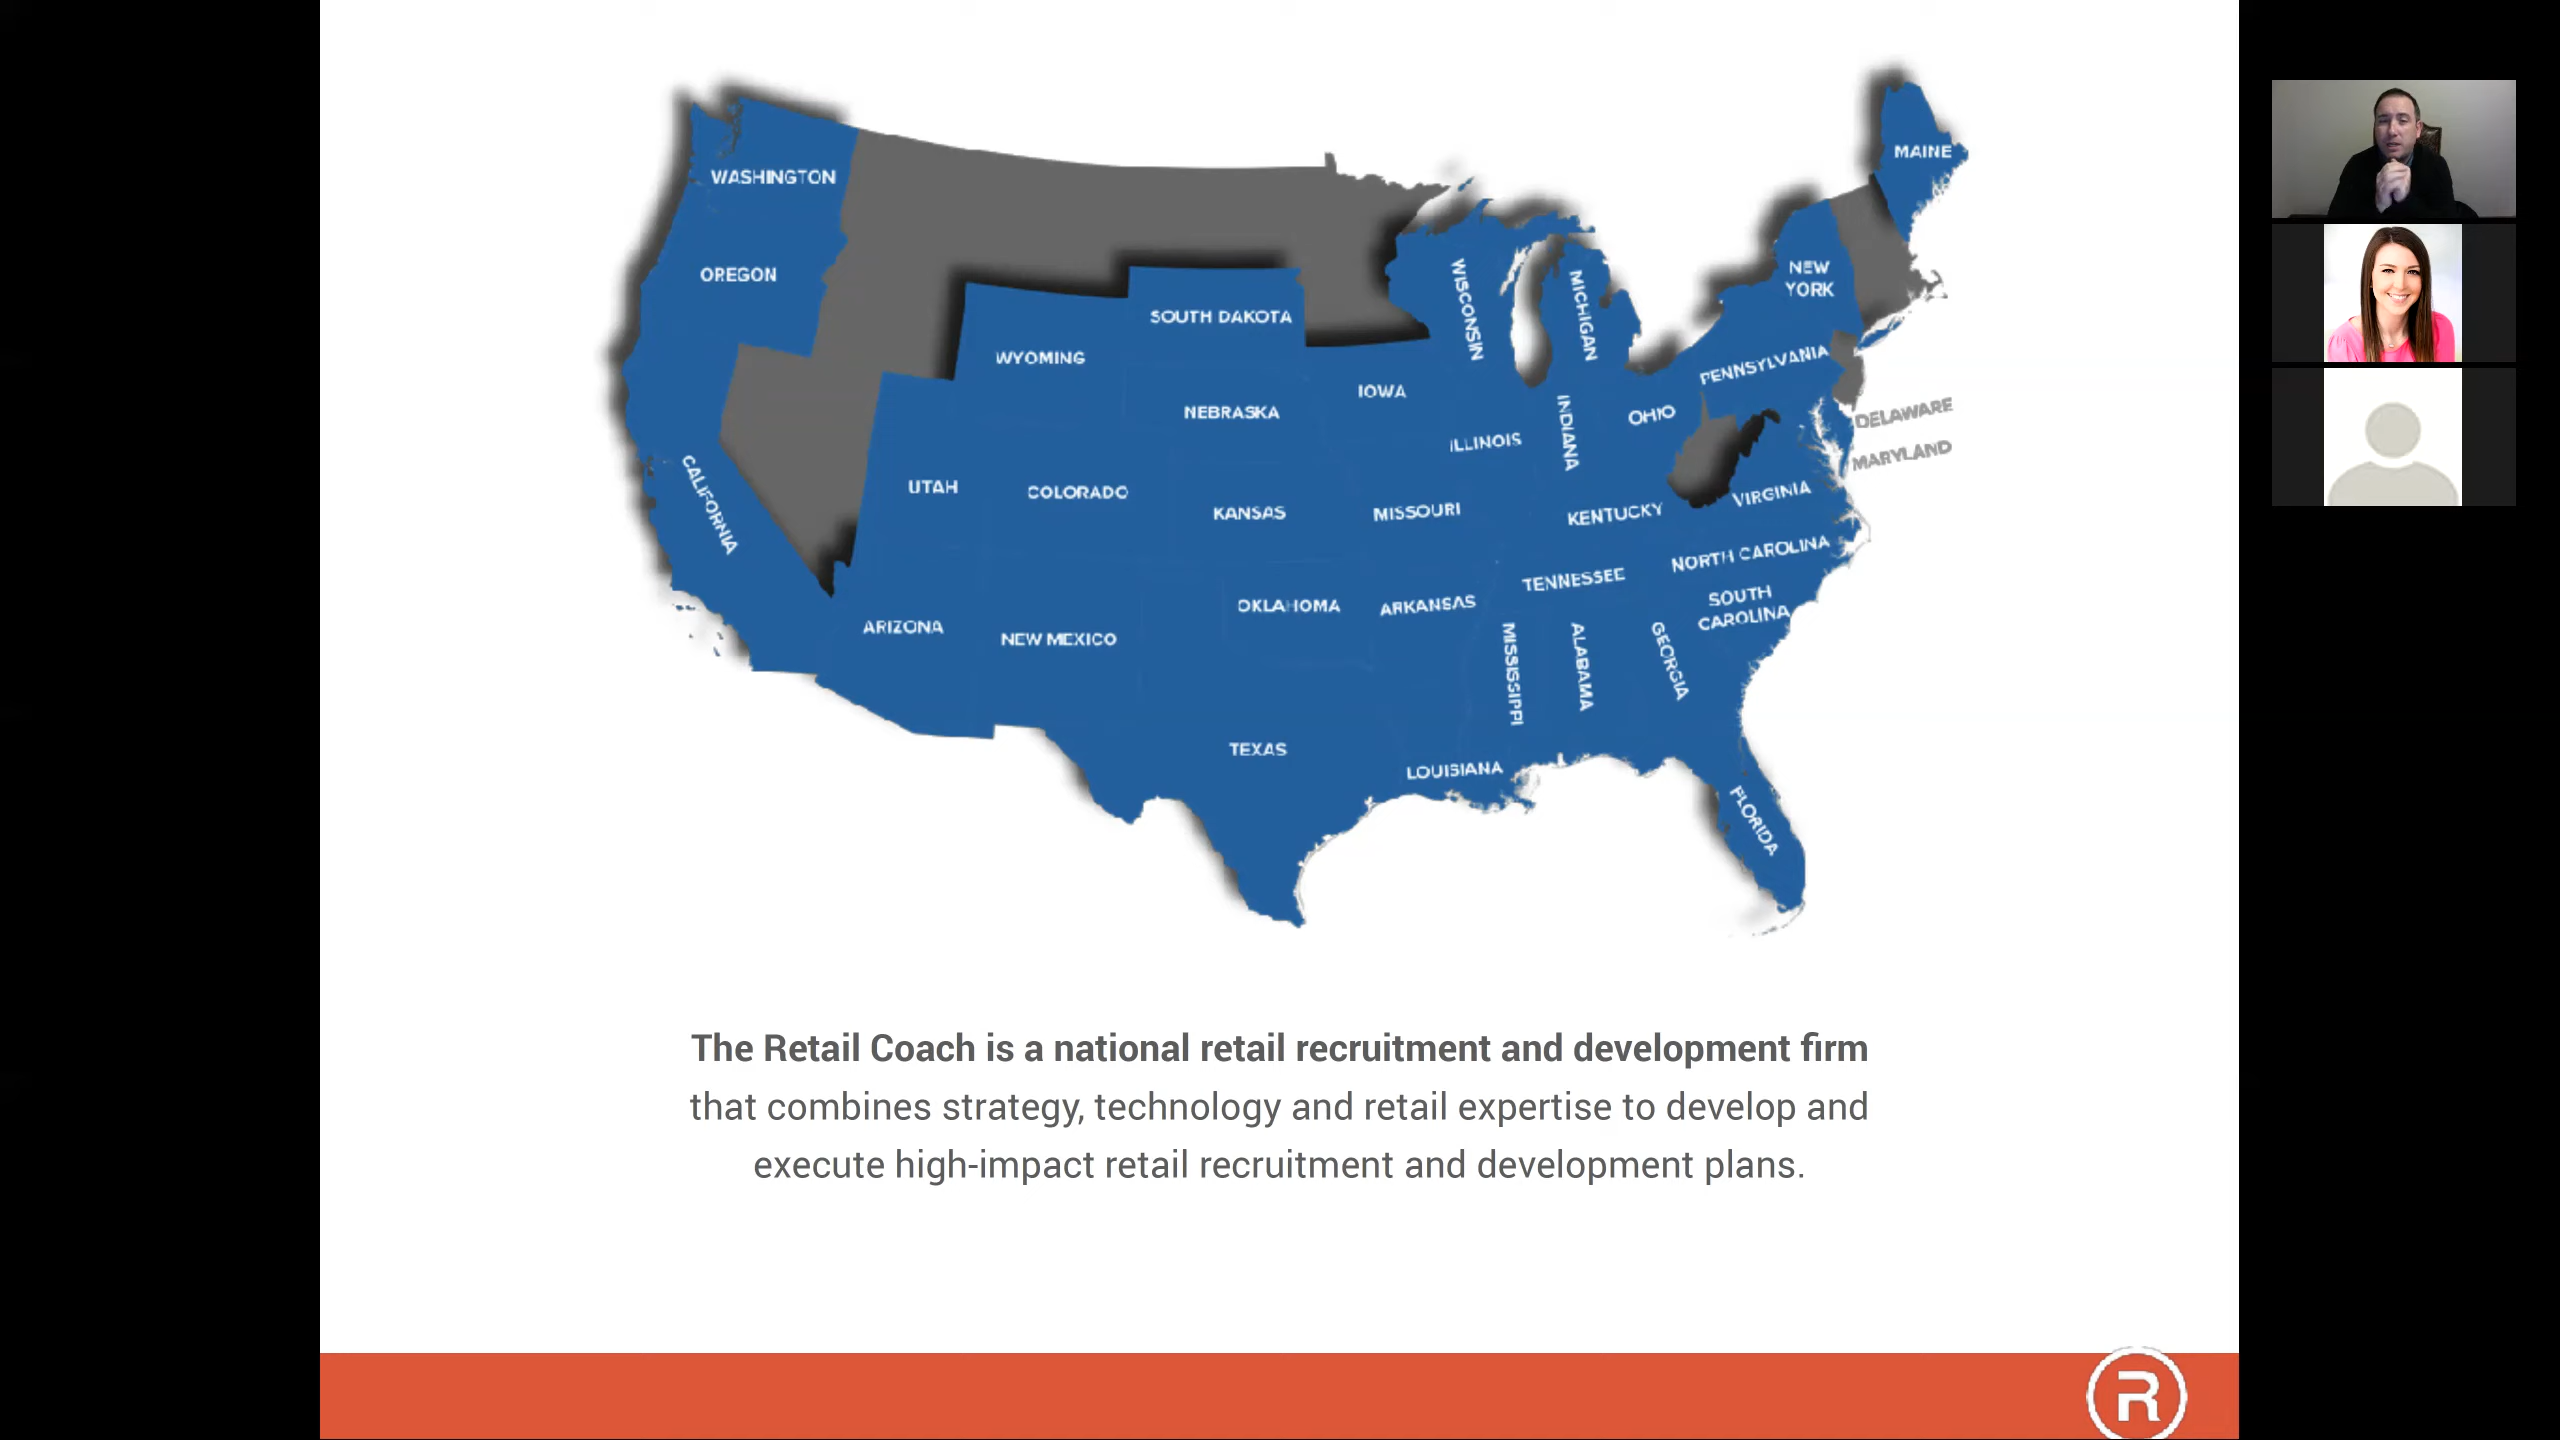 WASHINGTON
MAINE
OREGON
NEW
YORK
SOUTH DAKOTA
WISCONSIN
MICHIGAN
WYOMING
PENNSYLVANIA
IOWA
NEBRASKA
OHIO
DELAWARE
INDIANA
ILLINOIS
MARYLAND
CALIFORNIA
UTAH
COLORADO
KANSAS
MISSOURI
KENTUCKY
VIRGINIA
NORTH CAROLINA
TENNESSEE
SOUTH
CAROLINA
OKLAHOMA
ARKANSAS
ARIZONA
NEW MEXICO
MISSISSIPPI
ALABAMA
GEORGIA
TEXAS
LOUISIANA
FLORIDA
The Retail Coach is a national retail recruitment and development firm
that combines strategy, technology and retail expertise to develop and
execute high-impact retail recruitment and development plans.
R